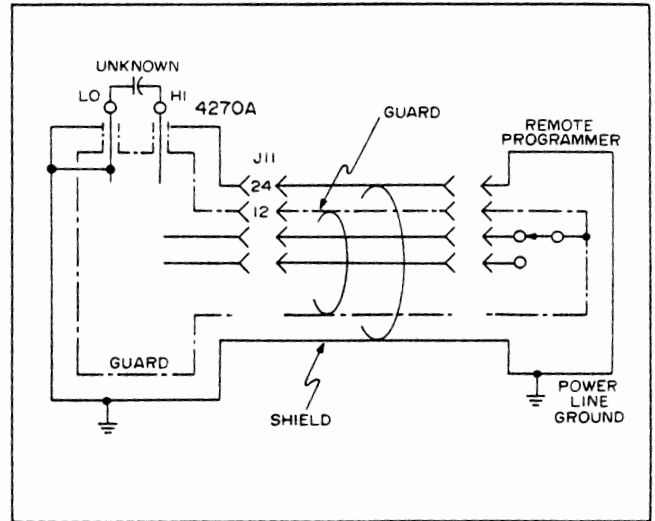 UNKNOWN
LO
HI
4270A
GUARD
REMOTE
PROGRAMMER
J11
24
12
GUARD
SHIELD
POWER
LINE
GROUND